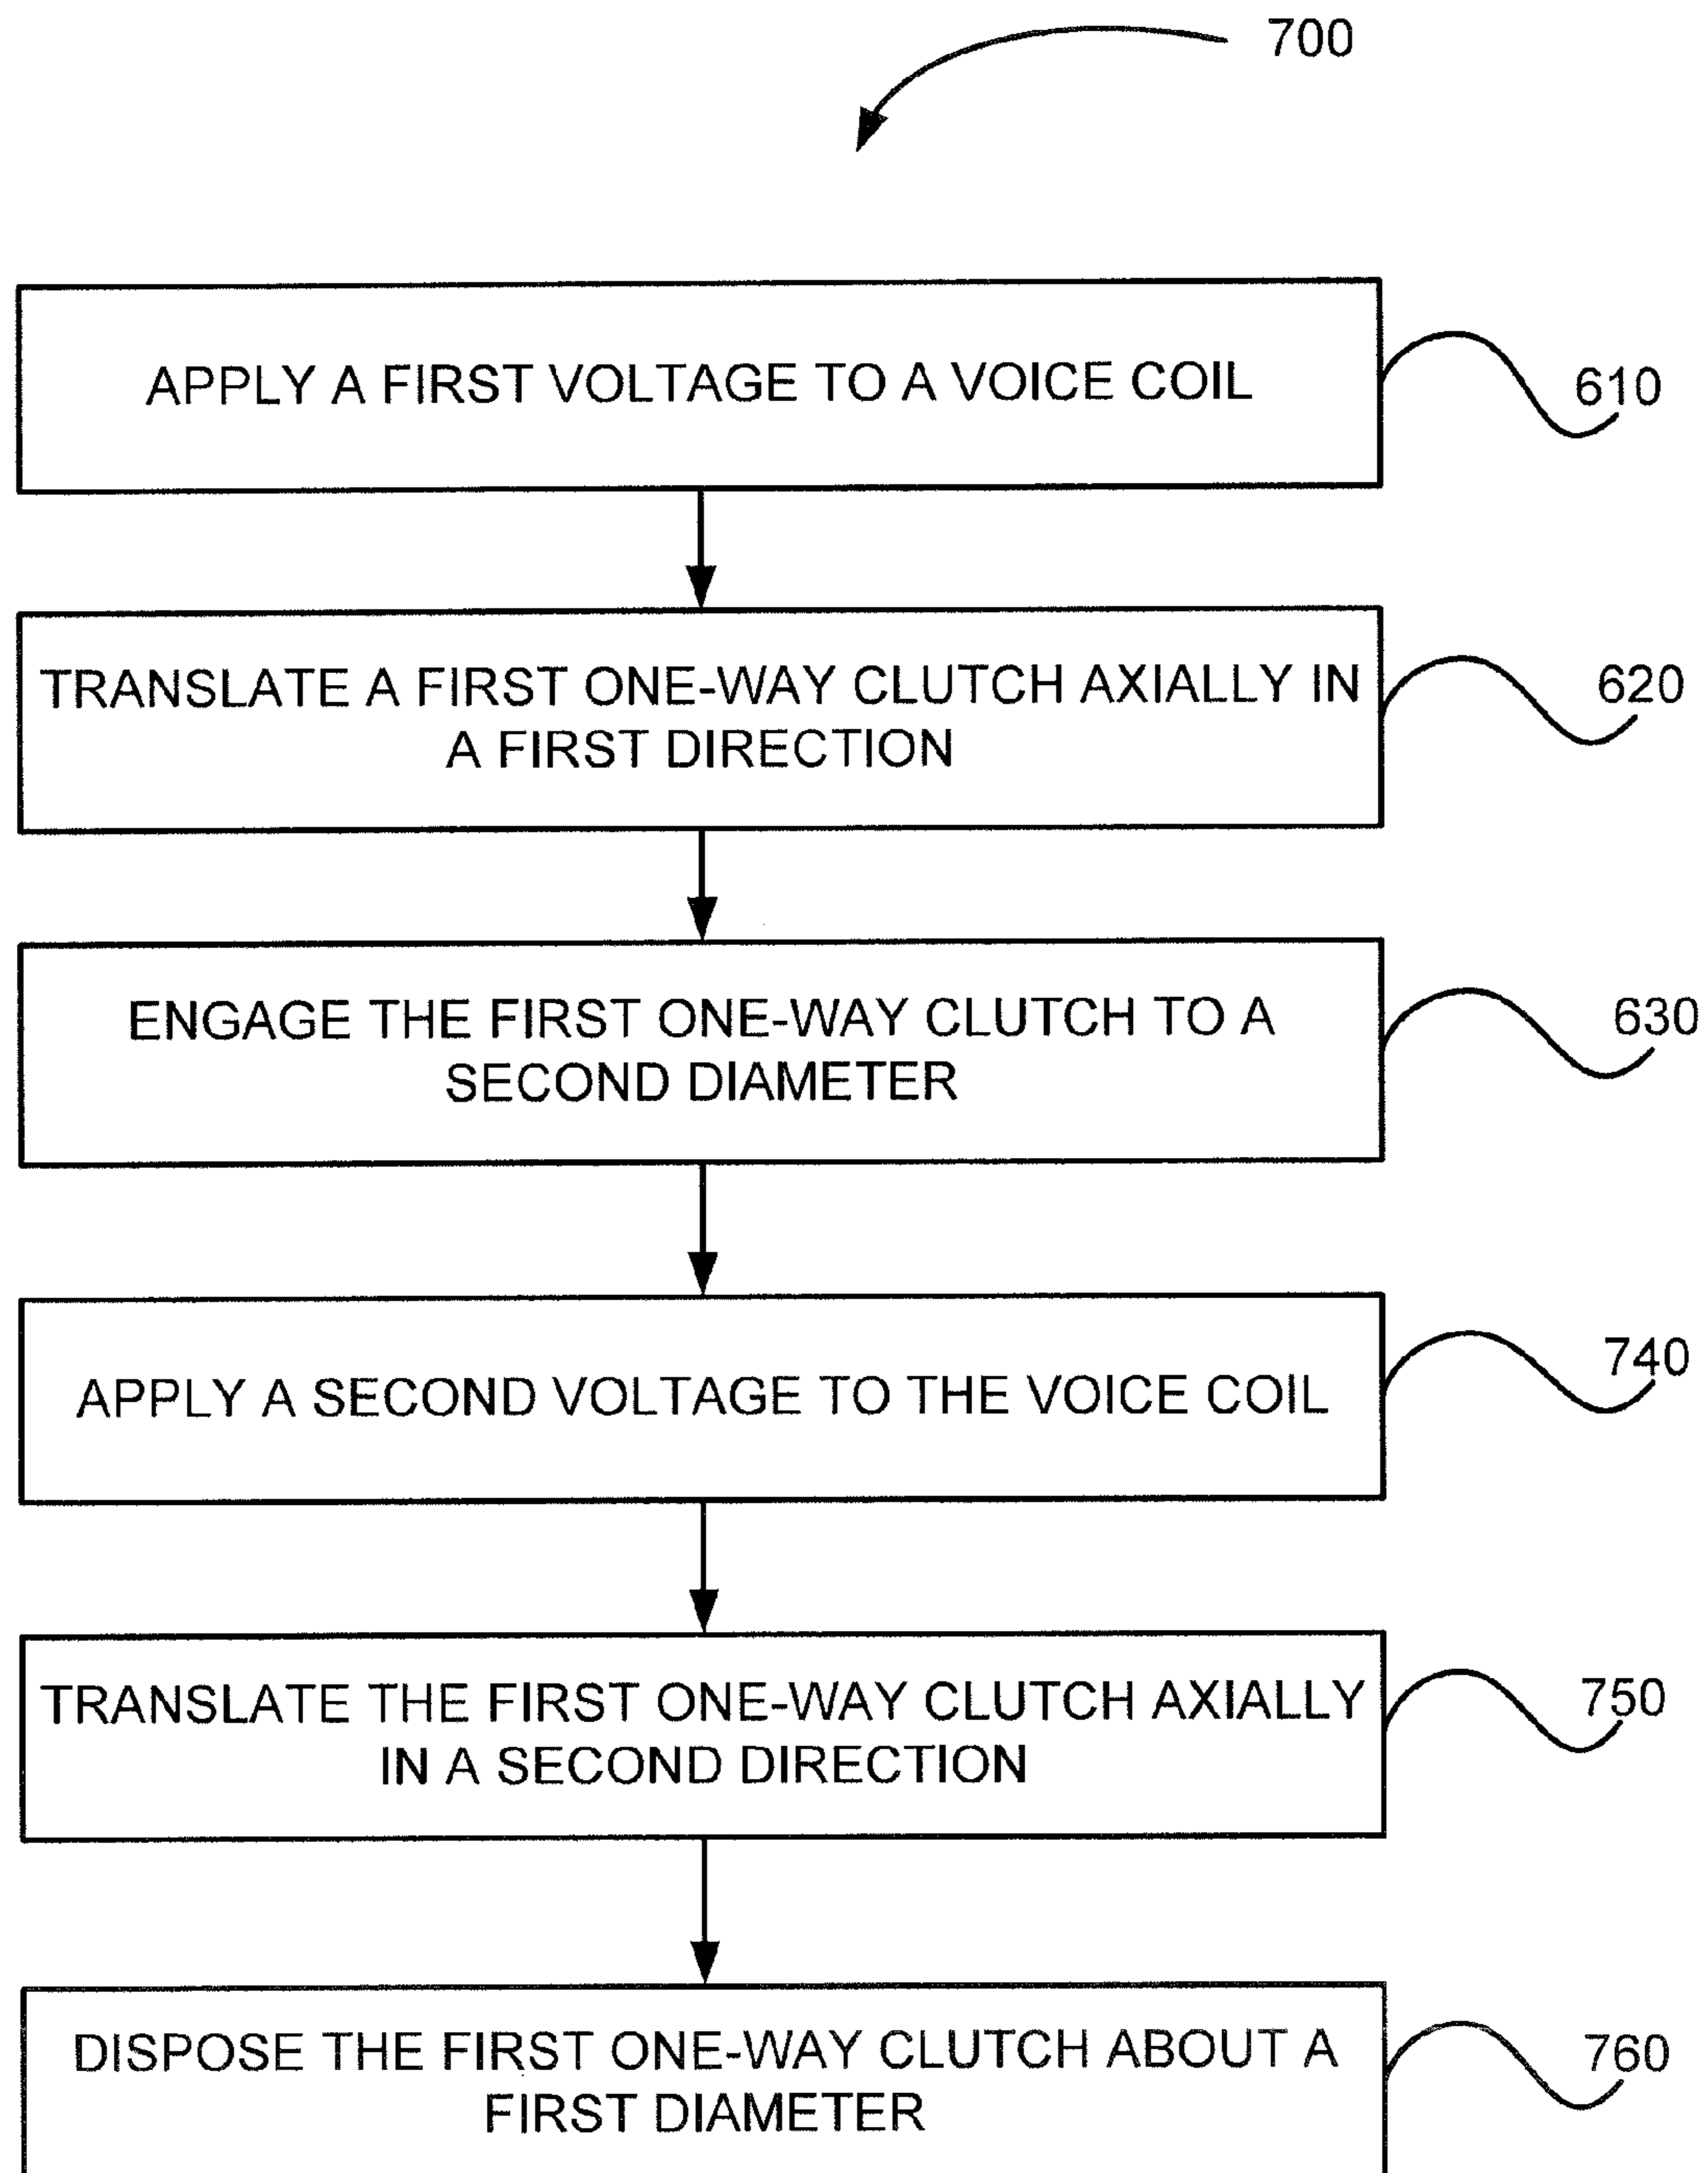 700
APPLY A FIRST VOLTAGE TO A VOICE COIL
610
TRANSLATE A FIRST ONE-WAY CLUTCH AXIALLY IN
A FIRST DIRECTION
620
ENGAGE THE FIRST ONE-WAY CLUTCH TO A
SECOND DIAMETER
630
APPLY A SECOND VOLTAGE TO THE VOICE COIL
740
TRANSLATE THE FIRST ONE-WAY CLUTCH AXIALLY
IN A SECOND DIRECTION
750
DISPOSE THE FIRST ONE-WAY CLUTCH ABOUT A
FIRST DIAMETER
760